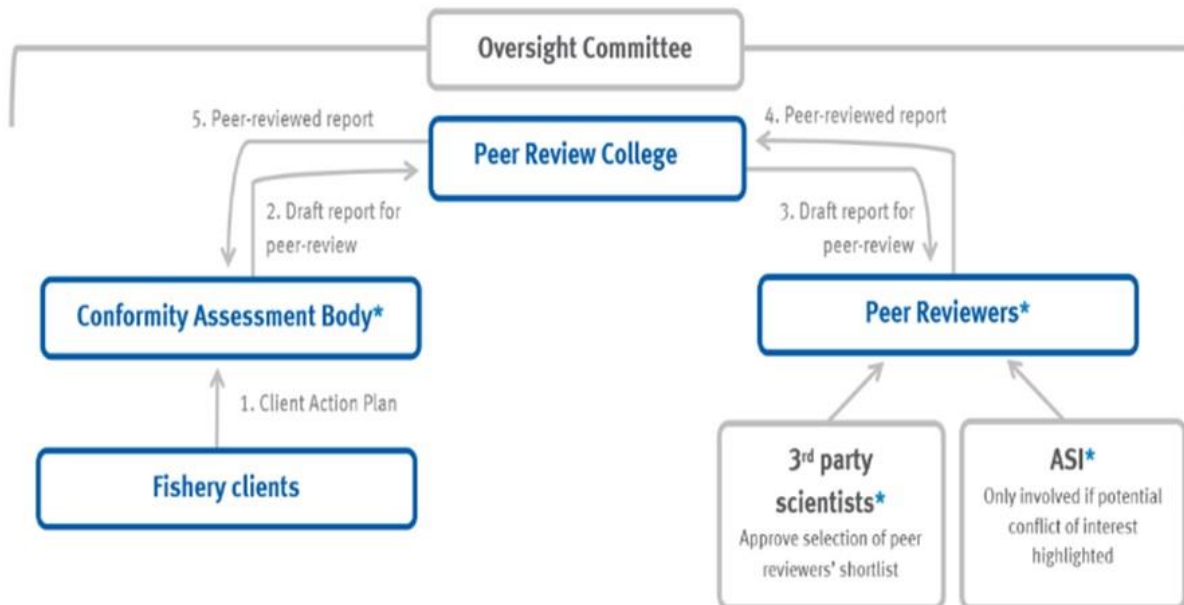 Oversight Committee
5. Peer-reviewed report
4. Peer-reviewed report
Peer Review College
2. Draft report for
peer-review
3. Draft report for
peer-review
Conformity Assessment Body*
Peer Reviewers*
1. Client Action Plan
Fishery clients
3rd party
scientists*
Approve selection of peer
reviewers' shortlist
ASI*
Only involved if potential
conflict of interest
highlighted